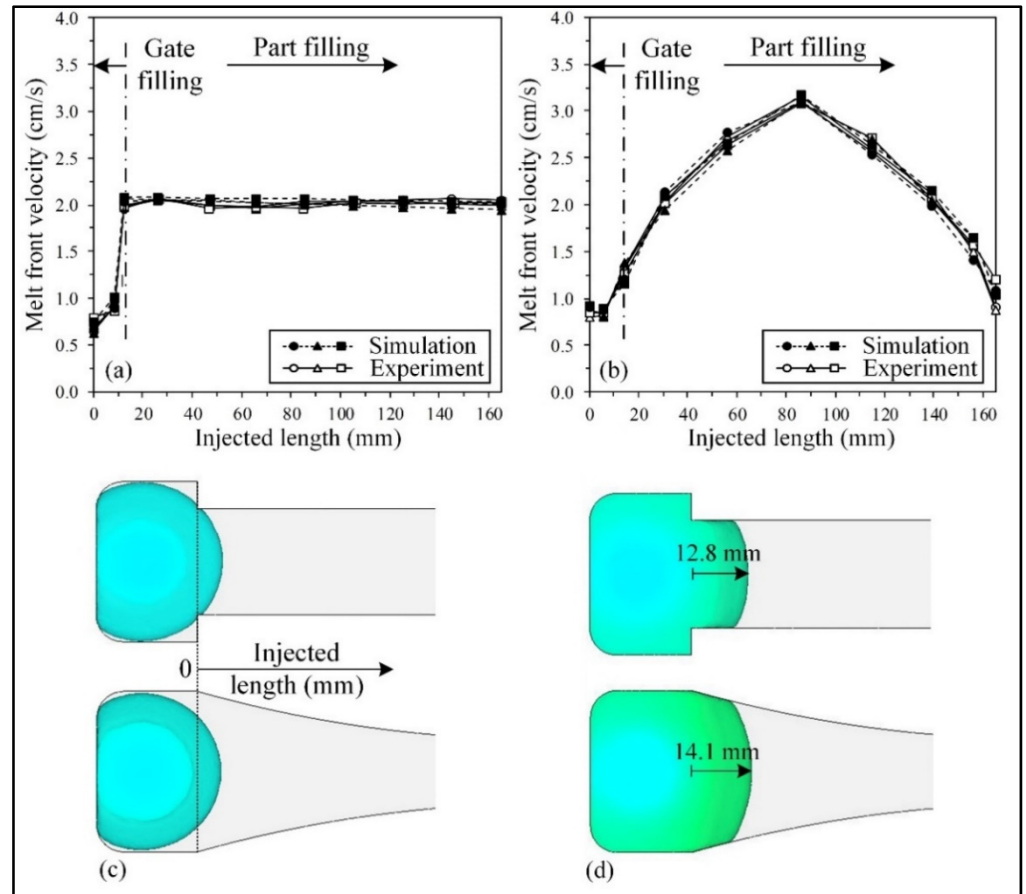 4.0
3.5
3.0
2.5
2.0
1.5
1.0
0.5
0.0
Melt front velocity (cm/s)
Gate
filling
Part filling
(a)
Simulation
Experiment
0 20 40 60 80 100 120 140 160
Injected length (mm)
4.0
3.5
3.0
2.5
2.0
1.5
1.0
0.5
0.0
Melt front velocity (cm/s)
Gate
filling
Part filling
(b)
Simulation
Experiment
0 20 40 60 80 100 120 140 160
Injected length (mm)
0
Injected
length (mm)
(c)
12.8 mm
14.1 mm
(d)